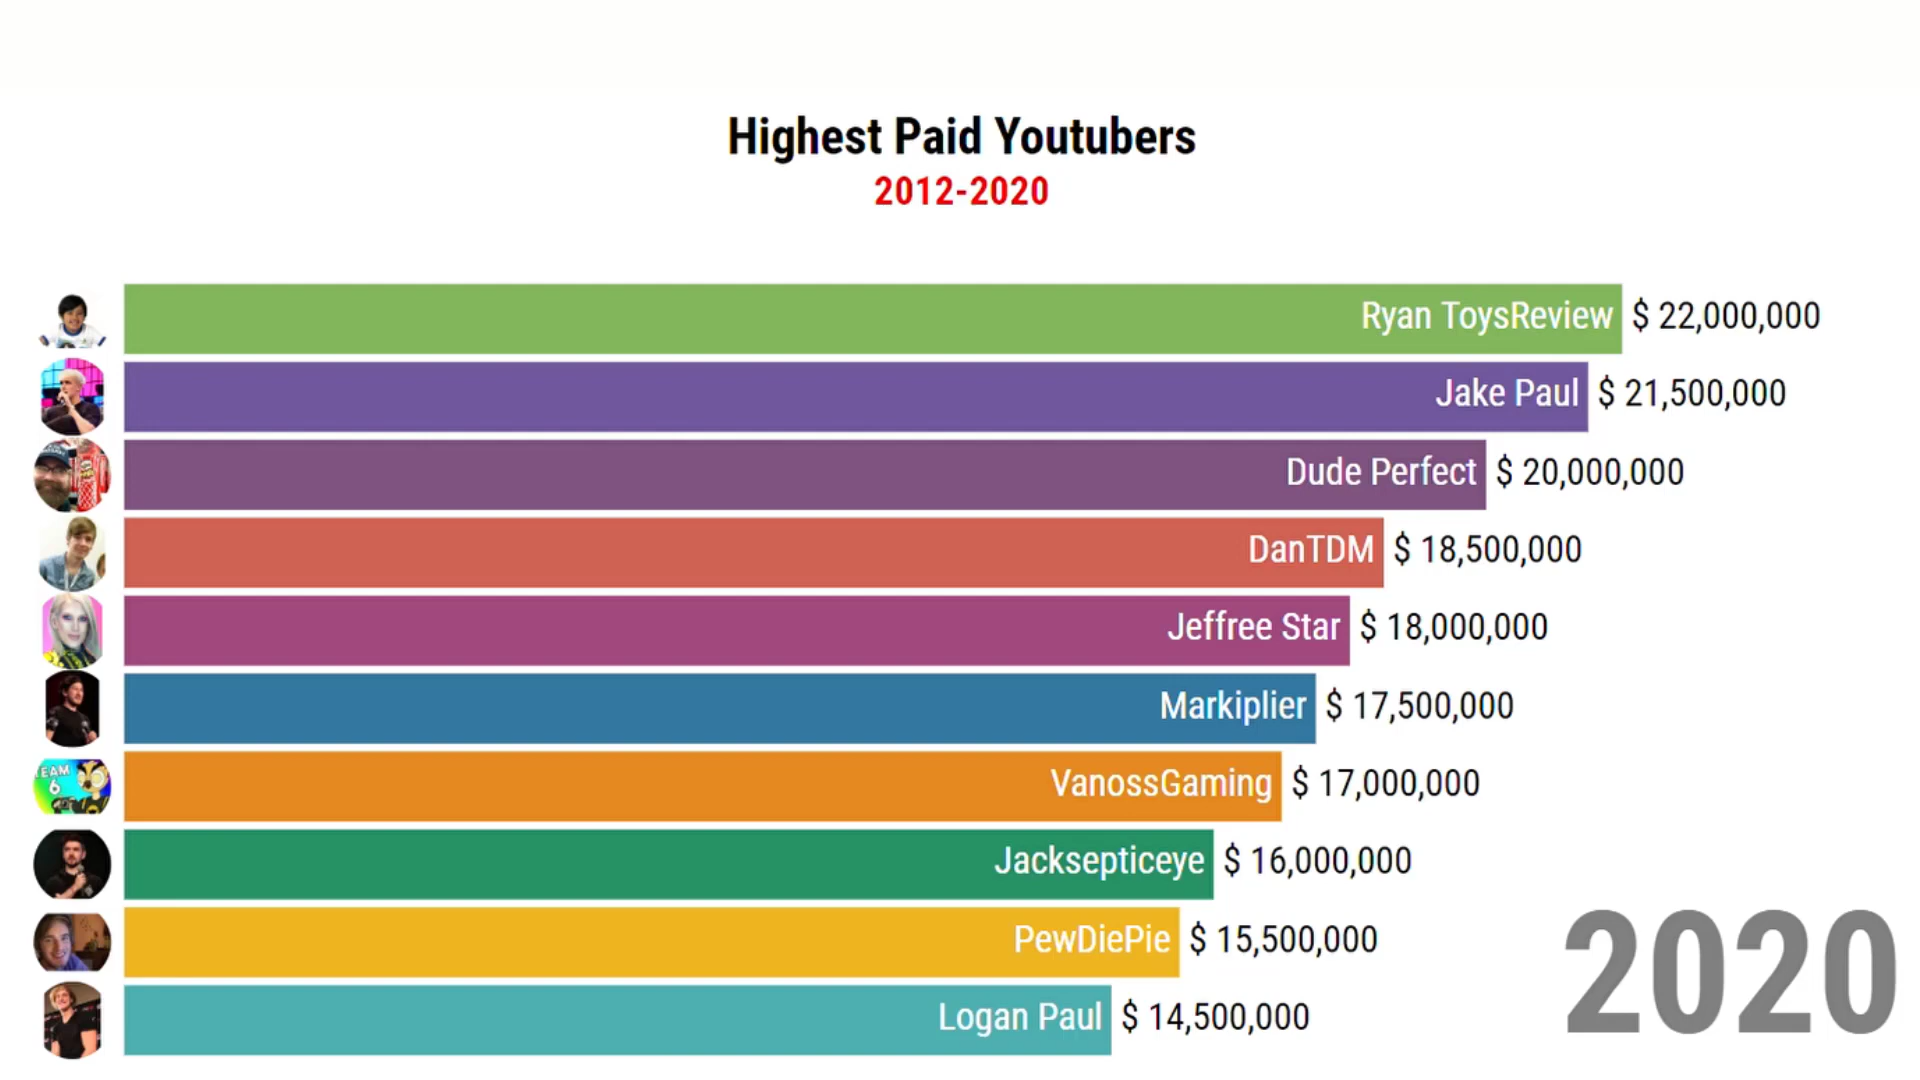 Highest Paid Youtubers
2012-2020
Ryan ToysReview $ 22,000,000
Jake Paul $ 21,500,000
Dude Perfect $ 20,000,000
DanTDM $ 18,500,000
Jeffree Star $ 18,000,000
Markiplier $ 17,500,000
TEAM
6
VanossGaming $ 17,000,000
Jacksepticeye $ 16,000,000
PewDiePie $ 15,500,000
Logan Paul $ 14,500,000
2020